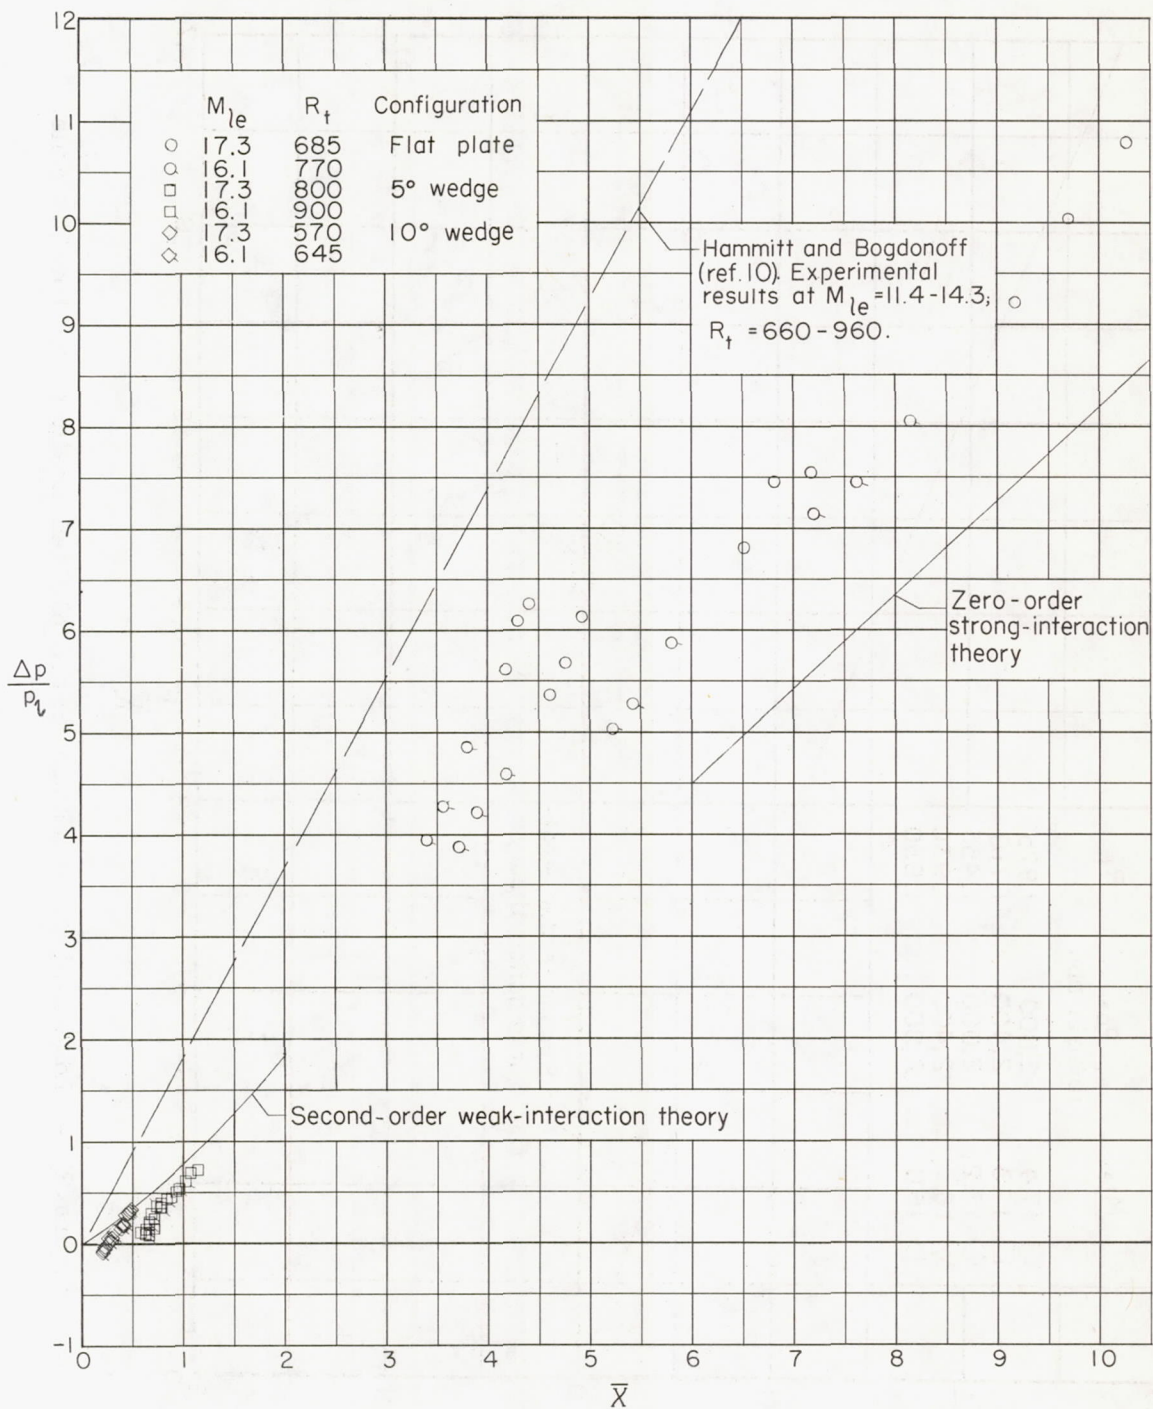 12
11
10
9
8
7
6
5
4
3
2
1
0
-1
Δp
p_l
M_le R_t Configuration
17.3 685 Flat plate
16.1 770
17.3 800 5° wedge
16.1 900
17.3 570 10° wedge
16.1 645
Hammitt and Bogdonoff
(ref. 10). Experimental
results at M_le = 11.4-14.3;
R_t = 660-960.
Zero-order
strong-interaction
theory
Second-order weak-interaction theory
0 1 2 3 4 5 6 7 8 9 10
X̅